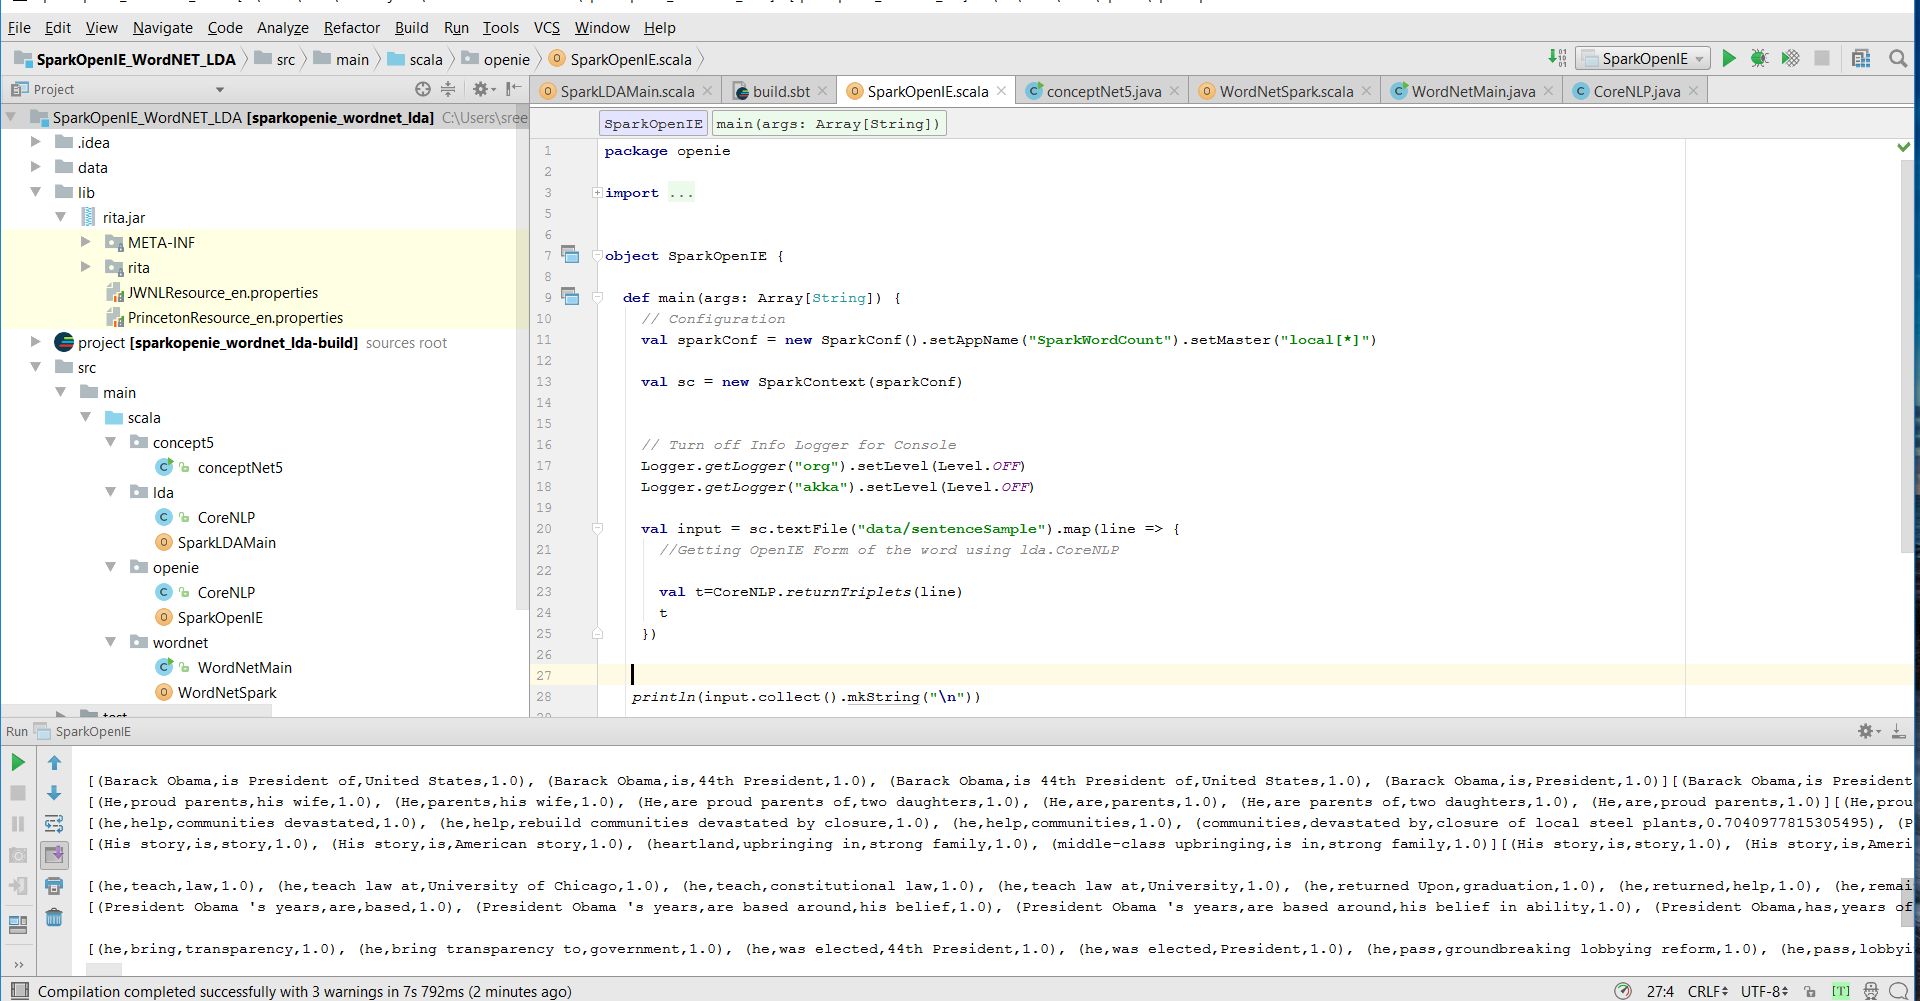 File Edit View Navigate Code Analyze Refactor Build Run Tools VCS Window Help
SparkOpenIE_WordNET_LDA src main scala openie SparkOpenIE.scala SparkOpenIE
Project SparkLDAMain.scala build.sbt SparkOpenIE.scala conceptNet5.java WordNetSpark.scala WordNetMain.java CoreNLP.java
SparkOpenIE_WordNET_LDA [sparkopenie_wordnet_lda] C:\Users\sree
.idea
data
lib
rita.jar
META-INF
rita
JWNLResource_en.properties
PrincetonResource_en.properties
project [sparkopenie_wordnet_lda-build] sources root
src
main
scala
concept5
conceptNet5
lda
CoreNLP
SparkLDAMain
openie
CoreNLP
SparkOpenIE
wordnet
WordNetMain
WordNetSpark
test
SparkOpenIE main(args: Array[String])
1 package openie
2
3 import ...
5
6
7 object SparkOpenIE {
8
9 def main(args: Array[String]) {
10 // Configuration
11 val sparkConf = new SparkConf().setAppName("SparkWordCount").setMaster("local[*]")
12
13 val sc = new SparkContext(sparkConf)
14
15
16 // Turn off Info Logger for Console
17 Logger.getLogger("org").setLevel(Level.OFF)
18 Logger.getLogger("akka").setLevel(Level.OFF)
19
20 val input = sc.textFile("data/sentenceSample").map(line => {
21 //Getting OpenIE Form of the word using lda.CoreNLP
22
23 val t=CoreNLP.returnTriplets(line)
24 t
25 })
26
27
28 println(input.collect().mkString("\n"))
29
Run SparkOpenIE
[(Barack Obama,is President of,United States,1.0), (Barack Obama,is,44th President,1.0), (Barack Obama,is 44th President of,United States,1.0), (Barack Obama,is,President,1.0)][(Barack Obama,is President
[(He,proud parents,his wife,1.0), (He,parents,his wife,1.0), (He,are proud parents of,two daughters,1.0), (He,are,parents,1.0), (He,are parents of,two daughters,1.0), (He,are,proud parents,1.0)][(He,prou
[(he,help,communities devastated,1.0), (he,help,rebuild communities devastated by closure,1.0), (he,help,communities,1.0), (communities,devastated by,closure of local steel plants,0.7040977815305495), (P
[(His story,is,story,1.0), (His story,is,American story,1.0), (heartland,upbringing in,strong family,1.0), (middle-class upbringing,is in,strong family,1.0)][(His story,is,story,1.0), (His story,is,Ameri
[(he,teach,law,1.0), (he,teach law at,University of Chicago,1.0), (he,teach,constitutional law,1.0), (he,teach law at,University,1.0), (he,returned Upon,graduation,1.0), (he,returned,help,1.0), (he,remai
[(President Obama 's years,are,based,1.0), (President Obama 's years,are based around,his belief,1.0), (President Obama 's years,are based around,his belief in ability,1.0), (President Obama,has,years of
[(he,bring,transparency,1.0), (he,bring transparency to,government,1.0), (he,was elected,44th President,1.0), (he,was elected,President,1.0), (he,pass,groundbreaking lobbying reform,1.0), (he,pass,lobbyi
Compilation completed successfully with 3 warnings in 7s 792ms (2 minutes ago) 27:4 CRLF UTF-8 [T]